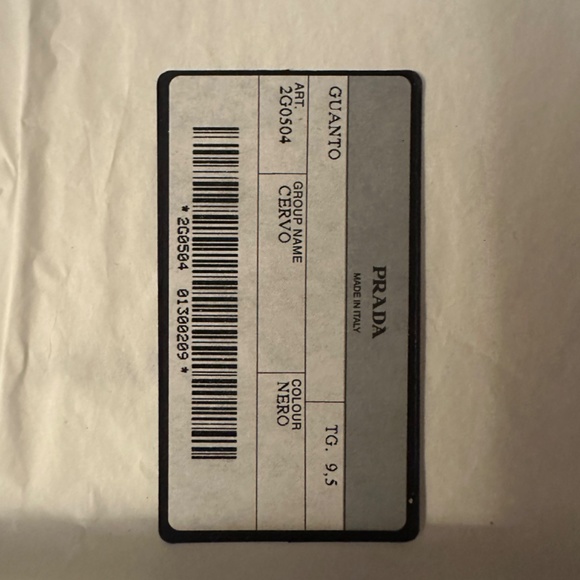 PRADA
MADE IN ITALY
GUANTO TG. 9,5
ART. GROUP NAME COLOUR
2G0504 CERVO NERO
* 2G0504 01300209 *